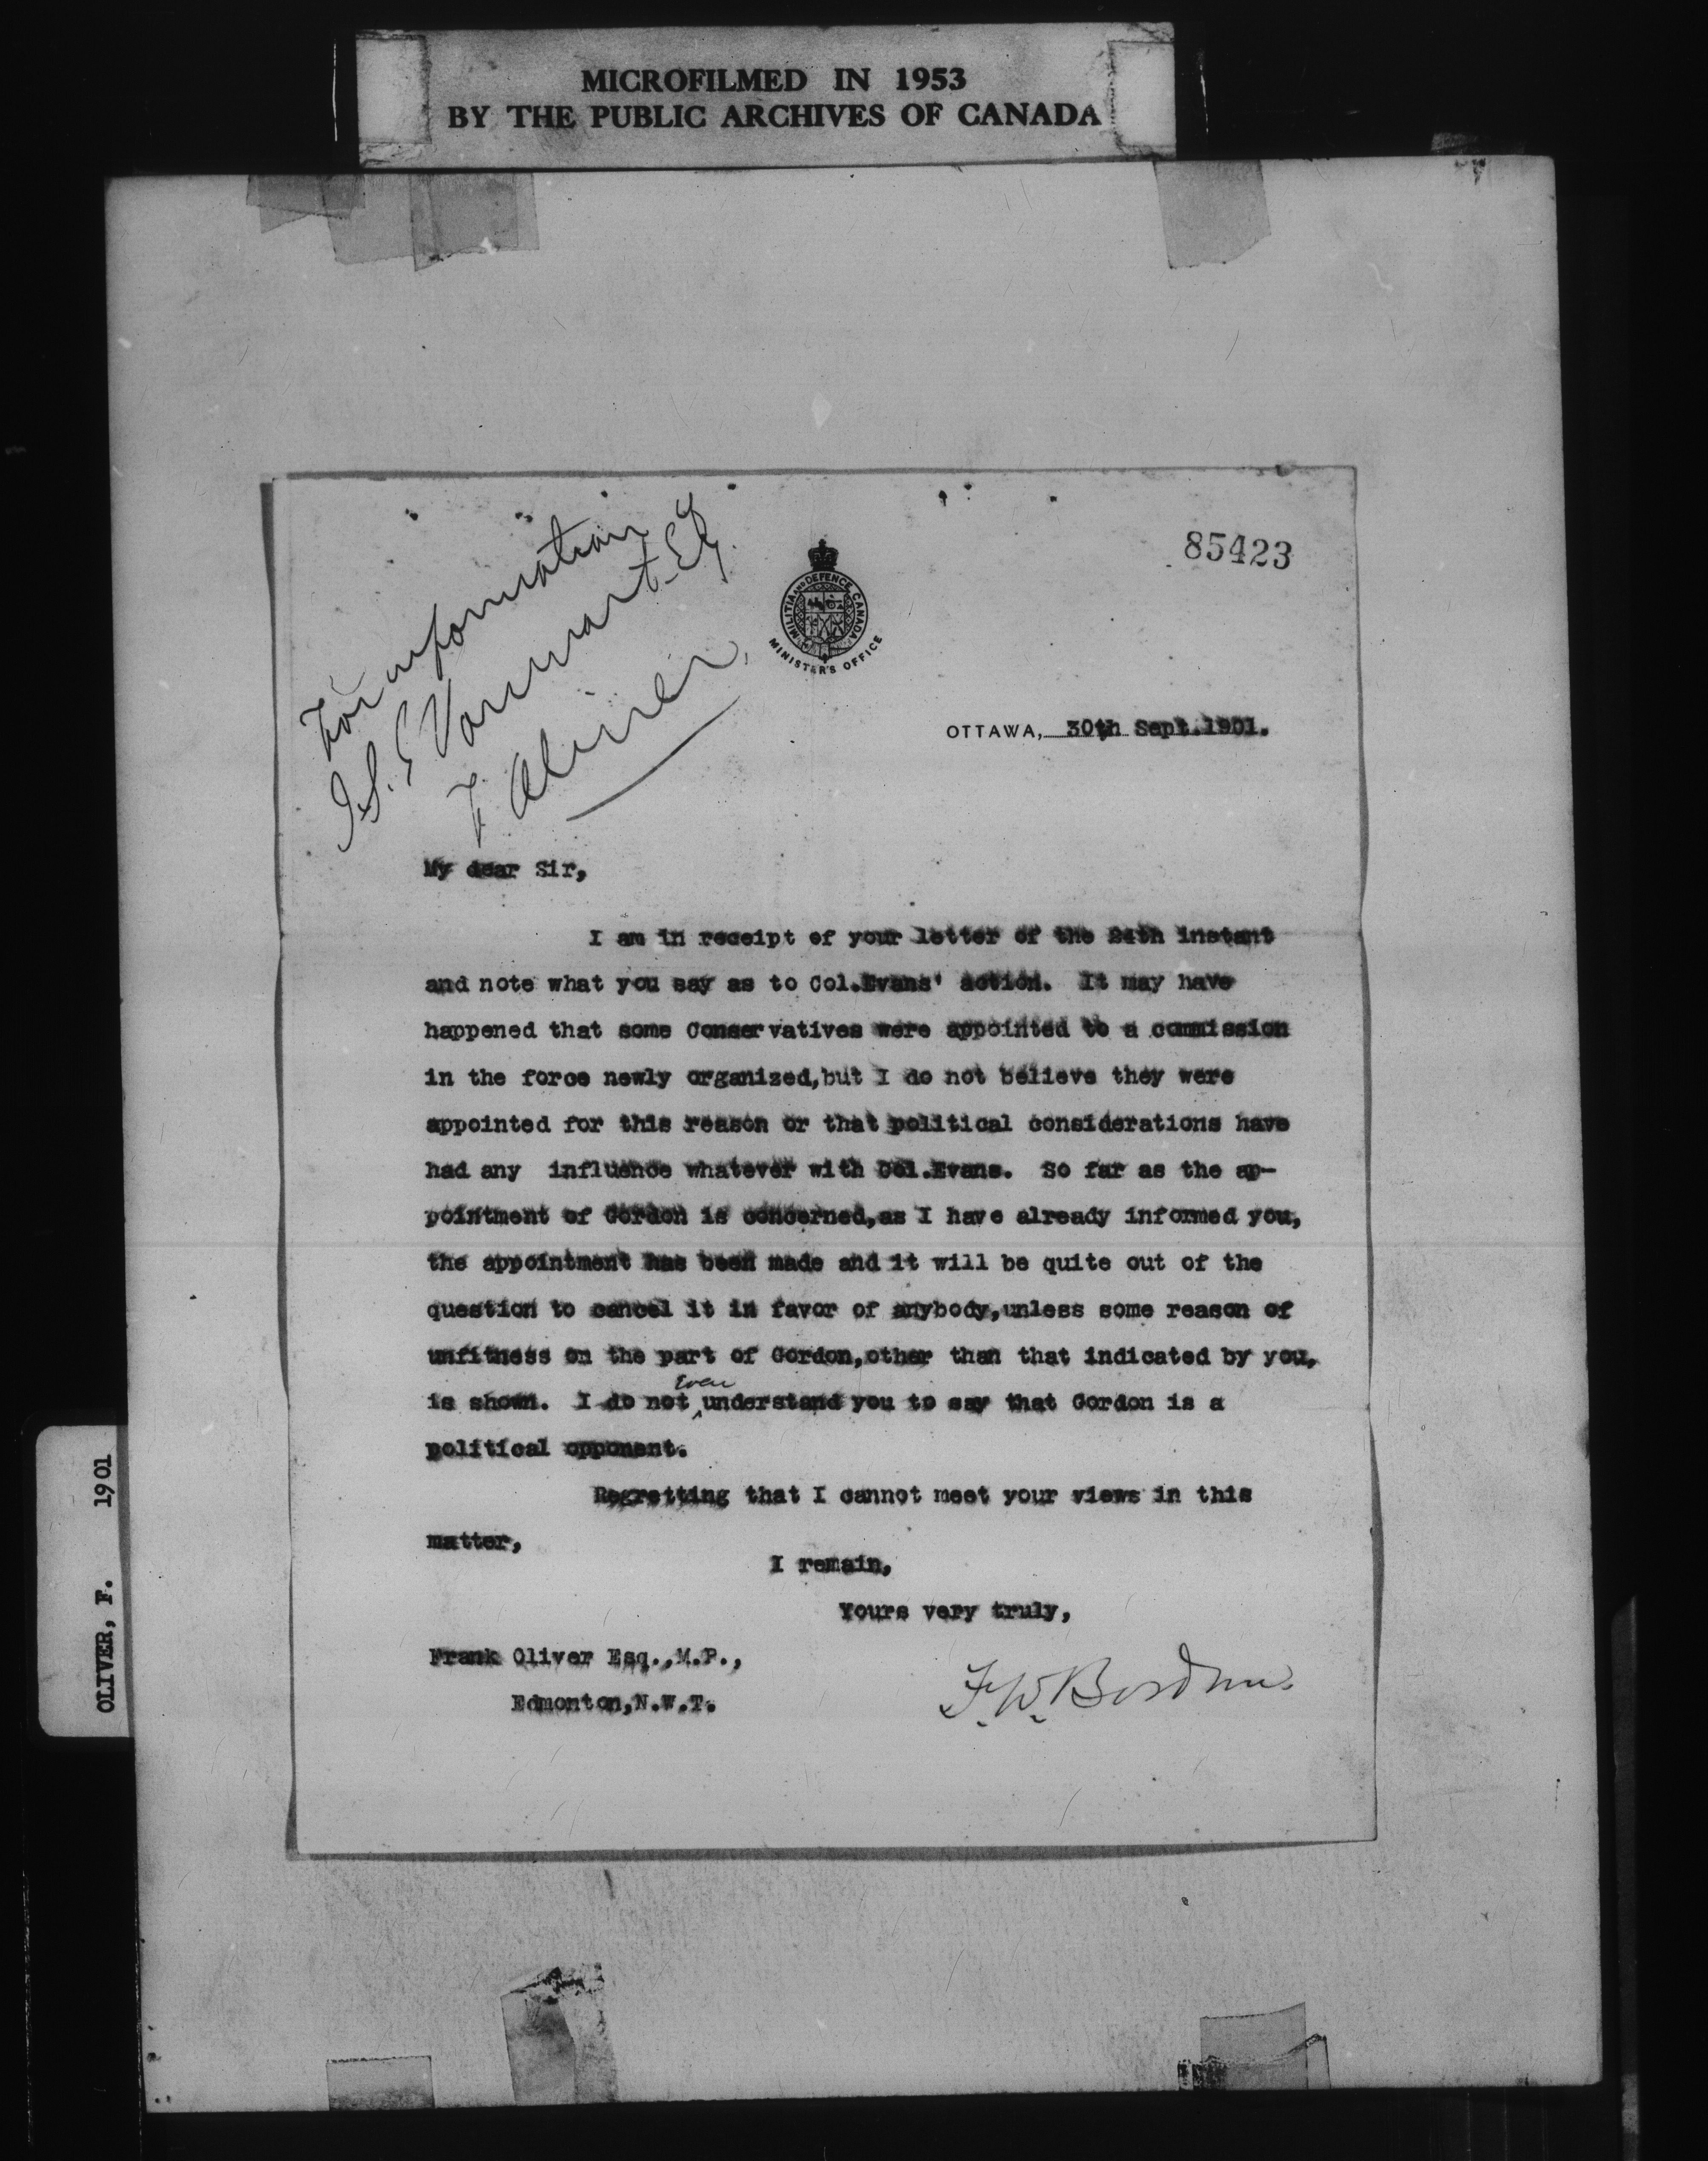 MICROFILMED IN 1953
BY THE PUBLIC ARCHIVES OF CANADA
85423
For information
F Oliver
MILITIA AND DEFENCE CANADA
MINISTER'S OFFICE
OTTAWA, 30th Sept.1901.
My dear Sir,
I am in receipt of your letter of the 24th instant
and note what you say as to Col.Evans' action. It may have
happened that some Conservatives were appointed to a commission
in the force newly organized,but I do not believe they were
appointed for this reason or that political considerations have
had any influence whatever with Col.Evans. So far as the ap-
pointment of Gordon is concerned,as I have already informed you,
the appointment has been made and it will be quite out of the
question to cancel it in favor of anybody,unless some reason of
unfitness on the part of Gordon,other than that indicated by you,
is shown. I do not even understand you to say that Gordon is a
political opponent.
Regretting that I cannot meet your views in this
matter,
I remain,
Yours very truly,
Frank Oliver Esq.,M.P.,
Edmonton,N.W.T.
F.W. Borden
OLIVER, F. 1901